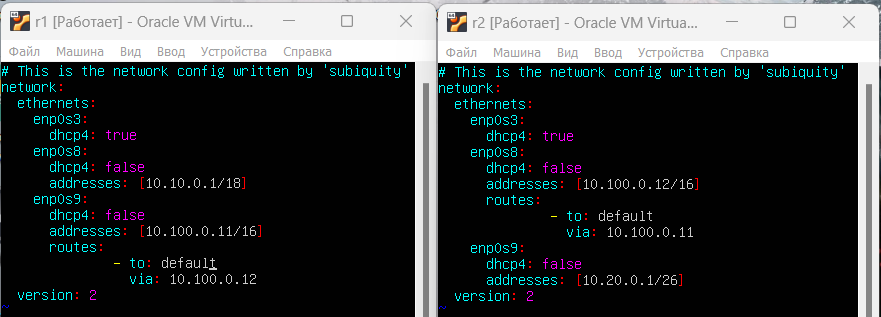 r1 [Работает] - Oracle VM Virtua...
Файл Машина Вид Ввод Устройства Справка
# This is the network config written by 'subiquity'
network:
  ethernets:
    enp0s3:
      dhcp4: true
    enp0s8:
      dhcp4: false
      addresses: [10.10.0.1/18]
    enp0s9:
      dhcp4: false
      addresses: [10.100.0.11/16]
      routes:
              - to: default
                via: 10.100.0.12
  version: 2
~
r2 [Работает] - Oracle VM Virtua...
Файл Машина Вид Ввод Устройства Справка
# This is the network config written by 'subiquity'
network:
  ethernets:
    enp0s3:
      dhcp4: true
    enp0s8:
      dhcp4: false
      addresses: [10.100.0.12/16]
      routes:
              - to: default
                via: 10.100.0.11
    enp0s9:
      dhcp4: false
      addresses: [10.20.0.1/26]
  version: 2
~